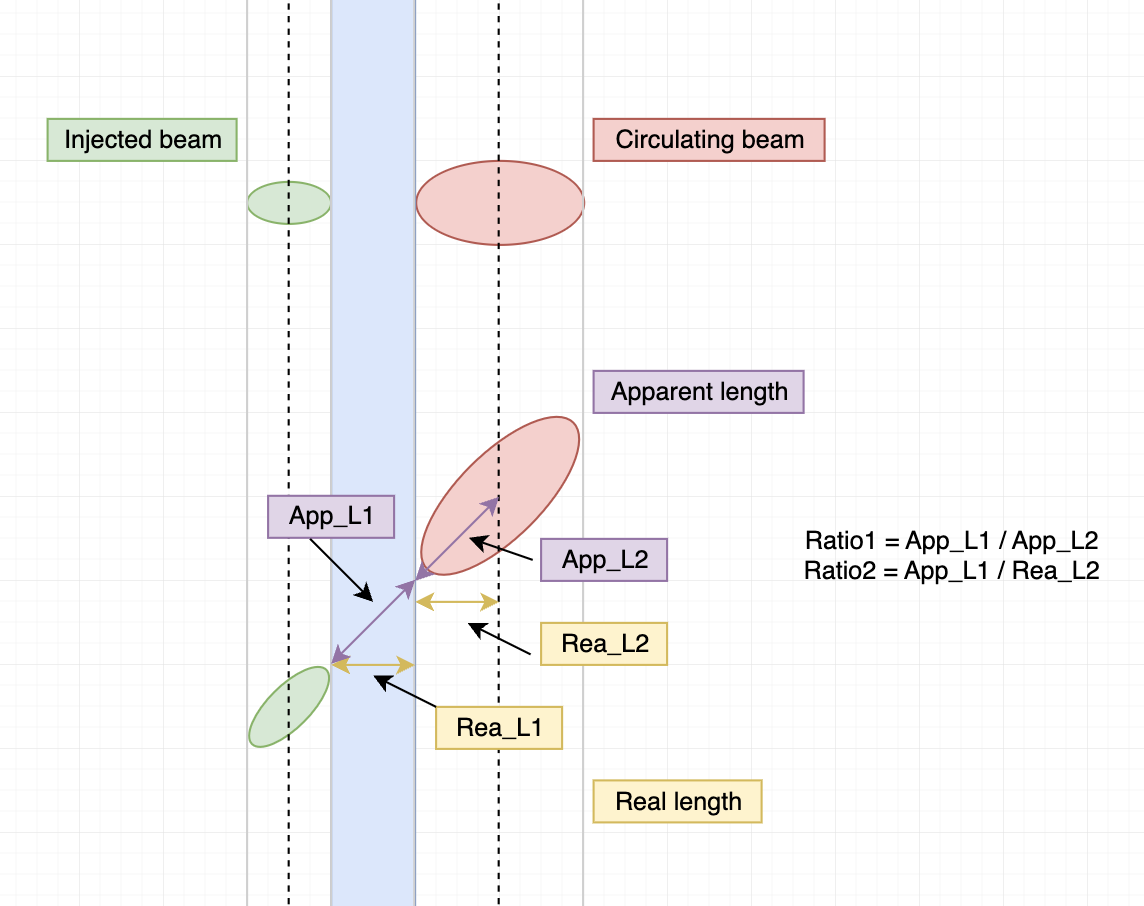 Injected beam
Circulating beam
Apparent length
App_L1
App_L2
Ratio1 = App_L1 / App_L2
Ratio2 = App_L1 / Rea_L2
Rea_L2
Rea_L1
Real length